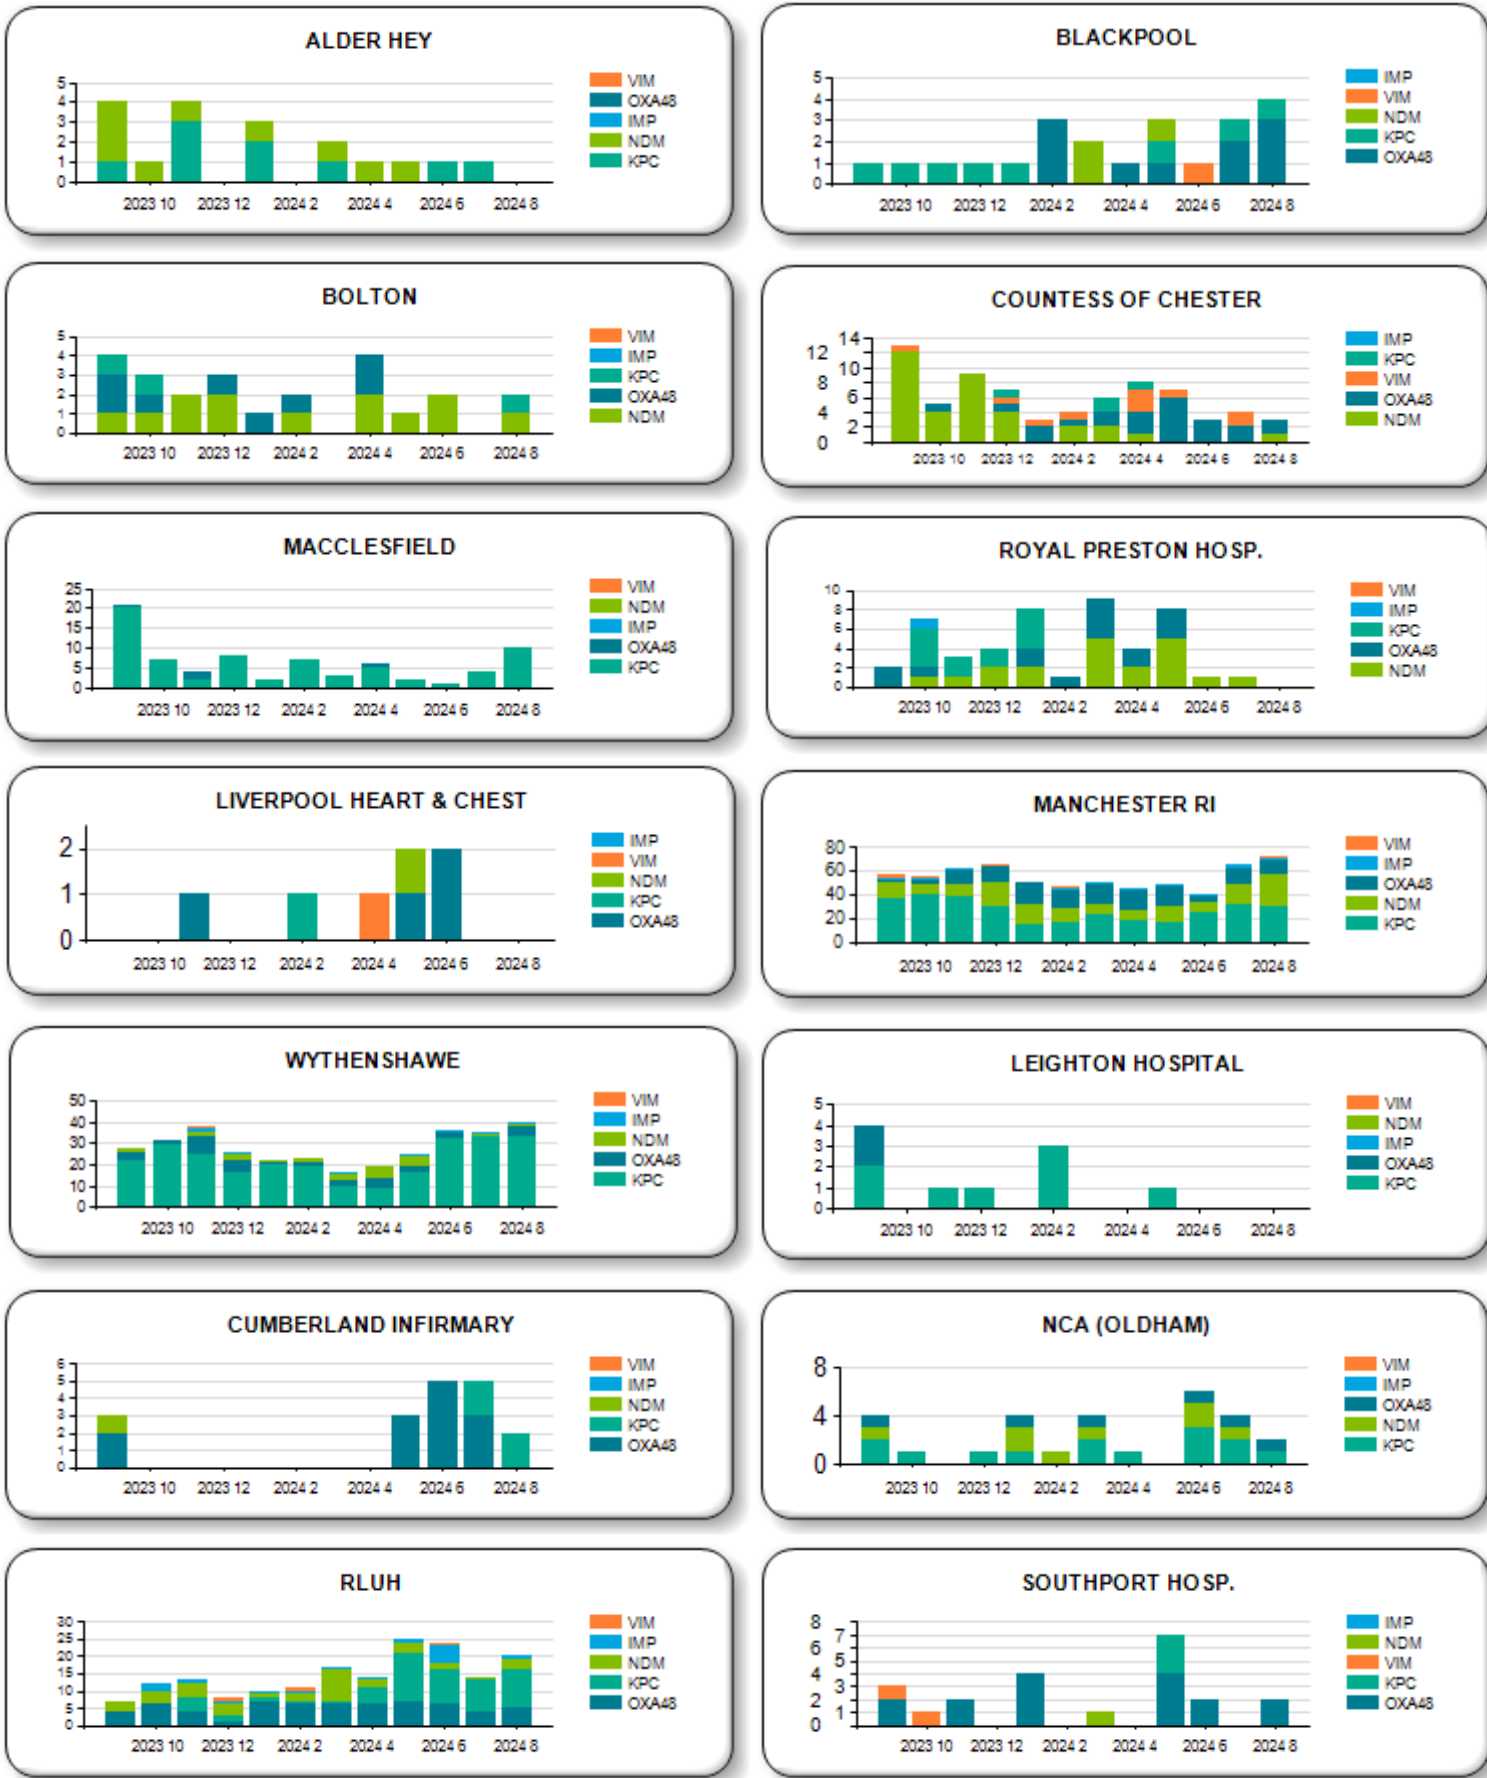 ALDER HEY
5
4
3
2
1
0
2023 10 2023 12 2024 2 2024 4 2024 6 2024 8
VIM
OXA48
IMP
NDM
KPC
BLACKPOOL
5
4
3
2
1
0
2023 10 2023 12 2024 2 2024 4 2024 6 2024 8
IMP
VIM
NDM
KPC
OXA48
BOLTON
5
4
3
2
1
0
2023 10 2023 12 2024 2 2024 4 2024 6 2024 8
VIM
IMP
KPC
OXA48
NDM
COUNTESS OF CHESTER
14
12
10
8
6
4
2
0
2023 10 2023 12 2024 2 2024 4 2024 6 2024 8
IMP
KPC
VIM
OXA48
NDM
MACCLESFIELD
25
20
15
10
5
0
2023 10 2023 12 2024 2 2024 4 2024 6 2024 8
VIM
NDM
IMP
OXA48
KPC
ROYAL PRESTON HOSP.
10
8
6
4
2
0
2023 10 2023 12 2024 2 2024 4 2024 6 2024 8
VIM
IMP
KPC
OXA48
NDM
LIVERPOOL HEART & CHEST
2
1
0
2023 10 2023 12 2024 2 2024 4 2024 6 2024 8
IMP
VIM
NDM
KPC
OXA48
MANCHESTER RI
80
60
40
20
0
2023 10 2023 12 2024 2 2024 4 2024 6 2024 8
VIM
IMP
OXA48
NDM
KPC
WYTHENSHAWE
50
40
30
20
10
0
2023 10 2023 12 2024 2 2024 4 2024 6 2024 8
VIM
IMP
NDM
OXA48
KPC
LEIGHTON HOSPITAL
5
4
3
2
1
0
2023 10 2023 12 2024 2 2024 4 2024 6 2024 8
VIM
NDM
IMP
OXA48
KPC
CUMBERLAND INFIRMARY
6
5
4
3
2
1
0
2023 10 2023 12 2024 2 2024 4 2024 6 2024 8
VIM
IMP
NDM
KPC
OXA48
NCA (OLDHAM)
8
4
0
2023 10 2023 12 2024 2 2024 4 2024 6 2024 8
VIM
IMP
OXA48
NDM
KPC
RLUH
30
25
20
15
10
5
0
2023 10 2023 12 2024 2 2024 4 2024 6 2024 8
VIM
IMP
NDM
KPC
OXA48
SOUTHPORT HOSP.
8
7
6
5
4
3
2
1
0
2023 10 2023 12 2024 2 2024 4 2024 6 2024 8
IMP
NDM
VIM
KPC
OXA48